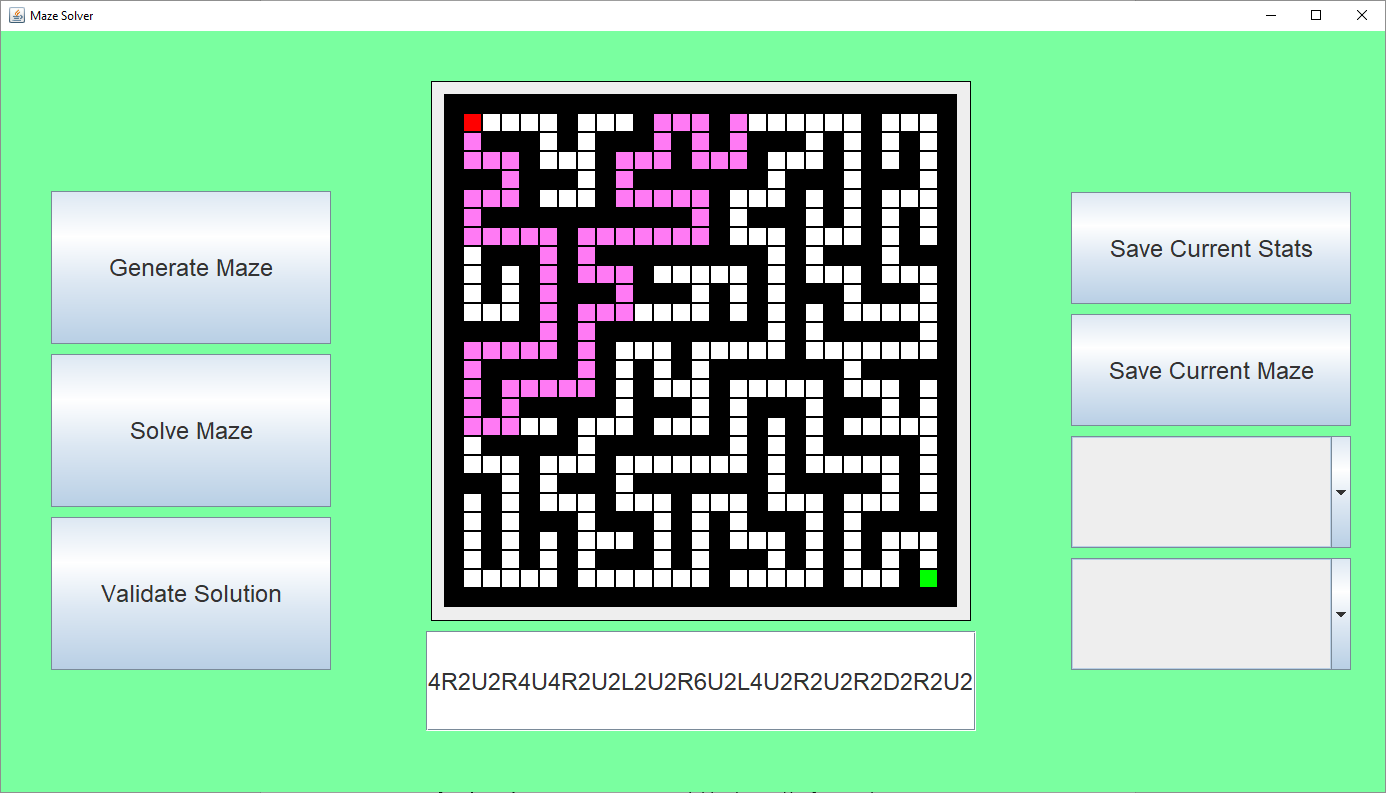 Maze Solver
Generate Maze
Solve Maze
Validate Solution
4R2U2R4U4R2U2L2U2R6U2L4U2R2U2R2D2R2U2
Save Current Stats
Save Current Maze